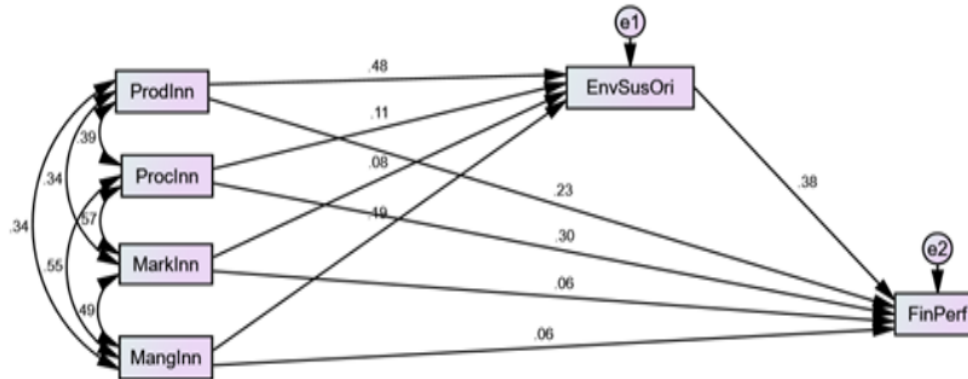 e1
.48
EnvSusOri
ProdInn
.11
.39
.08
ProcInn
.38
.34
.23
.19
.57
.34
.30
e2
.55
MarkInn
.06
.49
FinPerf
.06
MangInn